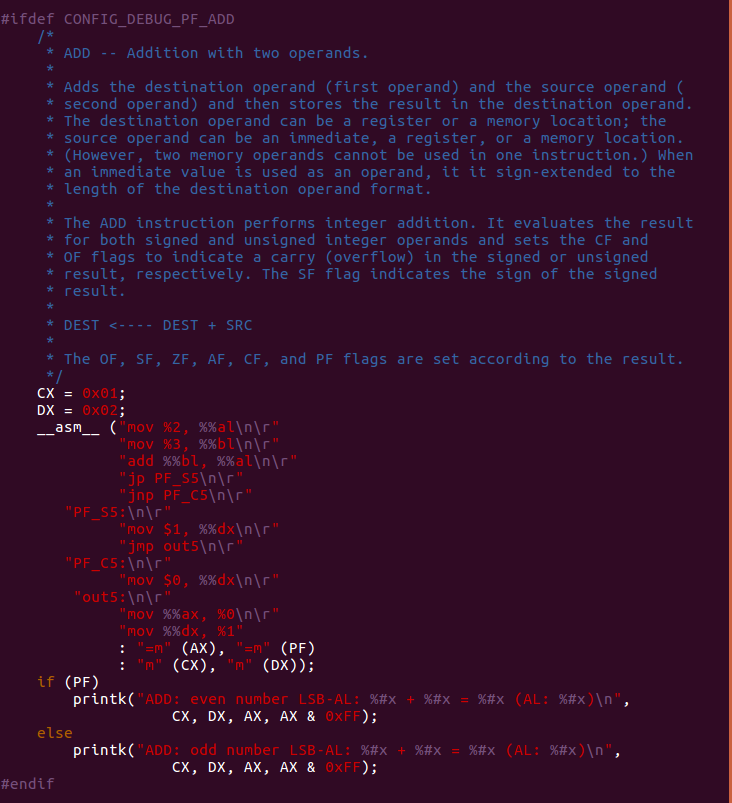 #ifdef CONFIG_DEBUG_PF_ADD
    /*
     * ADD -- Addition with two operands.
     *
     * Adds the destination operand (first operand) and the source operand (
     * second operand) and then stores the result in the destination operand.
     * The destination operand can be a register or a memory location; the
     * source operand can be an immediate, a register, or a memory location.
     * (However, two memory operands cannot be used in one instruction.) When
     * an immediate value is used as an operand, it it sign-extended to the
     * length of the destination operand format.
     *
     * The ADD instruction performs integer addition. It evaluates the result
     * for both signed and unsigned integer operands and sets the CF and
     * OF flags to indicate a carry (overflow) in the signed or unsigned
     * result, respectively. The SF flag indicates the sign of the signed
     * result.
     *
     * DEST <---- DEST + SRC
     *
     * The OF, SF, ZF, AF, CF, and PF flags are set according to the result.
     */
    CX = 0x01;
    DX = 0x02;
    __asm__ ("mov %2, %%al\n\r"
             "mov %3, %%bl\n\r"
             "add %%bl, %%al\n\r"
             "jp PF_S5\n\r"
             "jnp PF_C5\n\r"
       "PF_S5:\n\r"
             "mov $1, %%dx\n\r"
             "jmp out5\n\r"
       "PF_C5:\n\r"
             "mov $0, %%dx\n\r"
        "out5:\n\r"
             "mov %%ax, %0\n\r"
             "mov %%dx, %1"
             : "=m" (AX), "=m" (PF)
             : "m" (CX), "m" (DX));
    if (PF)
        printk("ADD: even number LSB-AL: %#x + %#x = %#x (AL: %#x)\n",
                   CX, DX, AX, AX & 0xFF);
    else
        printk("ADD: odd number LSB-AL: %#x + %#x = %#x (AL: %#x)\n",
                   CX, DX, AX, AX & 0xFF);
#endif